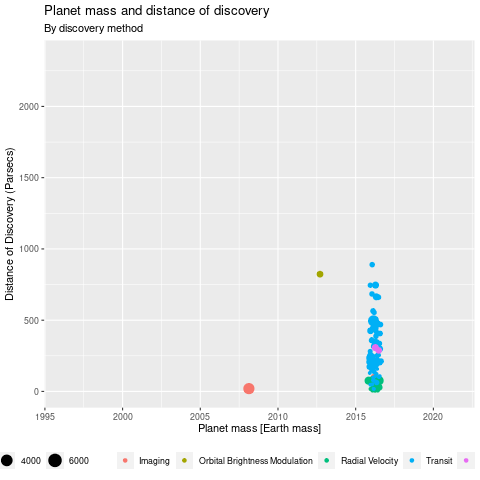 Planet mass and distance of discovery
By discovery method
Distance of Discovery (Parsecs)
2000
1500
1000
500
0
1995
2000
2005
2010
2015
2020
Planet mass [Earth mass]
4000
6000
Imaging
Orbital Brightness Modulation
Radial Velocity
Transit